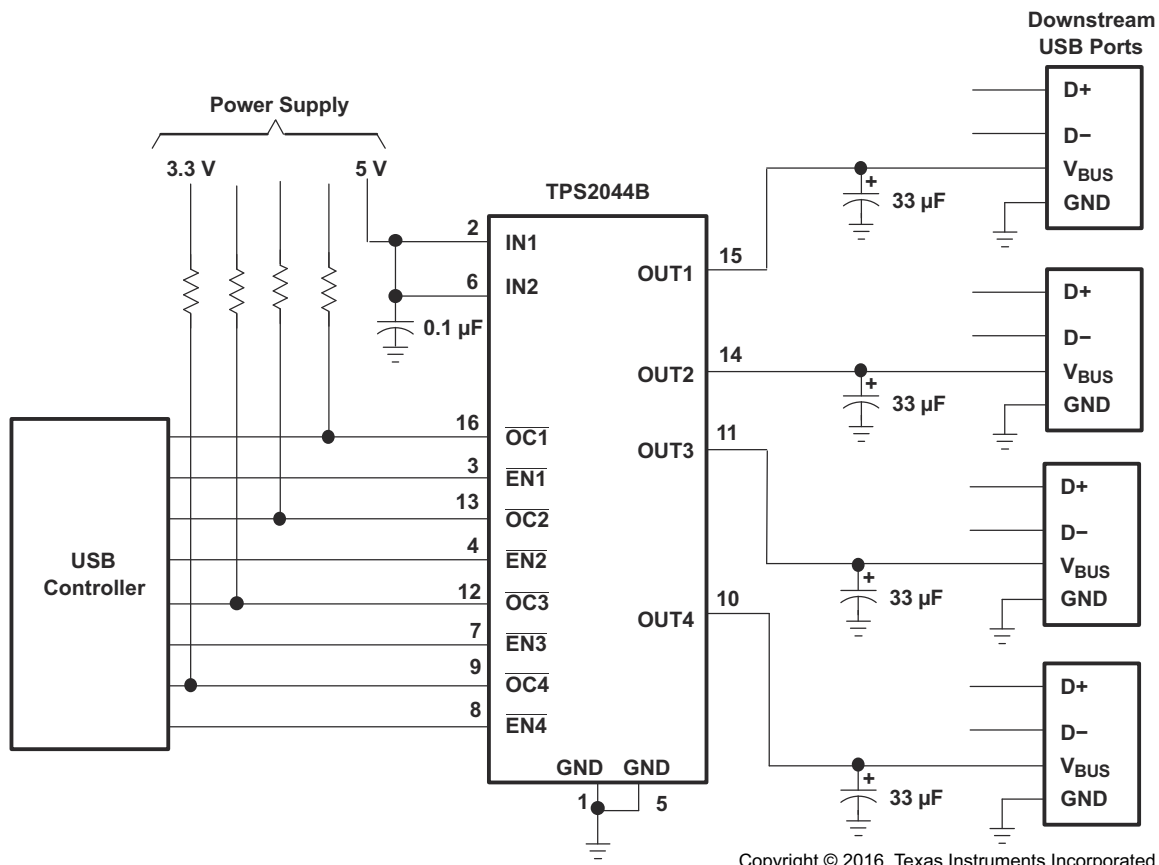 Downstream
USB Ports
Power Supply
3.3 V
5 V
TPS2044B
2
IN1
6
IN2
0.1 µF
16
OC1
3
EN1
13
OC2
4
EN2
12
OC3
7
EN3
9
OC4
8
EN4
USB
Controller
GND GND
1
5
OUT1
15
OUT2
14
OUT3
11
OUT4
10
D+
D−
VBUS
GND
33 µF
D+
D−
VBUS
GND
33 µF
D+
D−
VBUS
GND
33 µF
D+
D−
VBUS
GND
33 µF
Copyright © 2016, Texas Instruments Incorporated